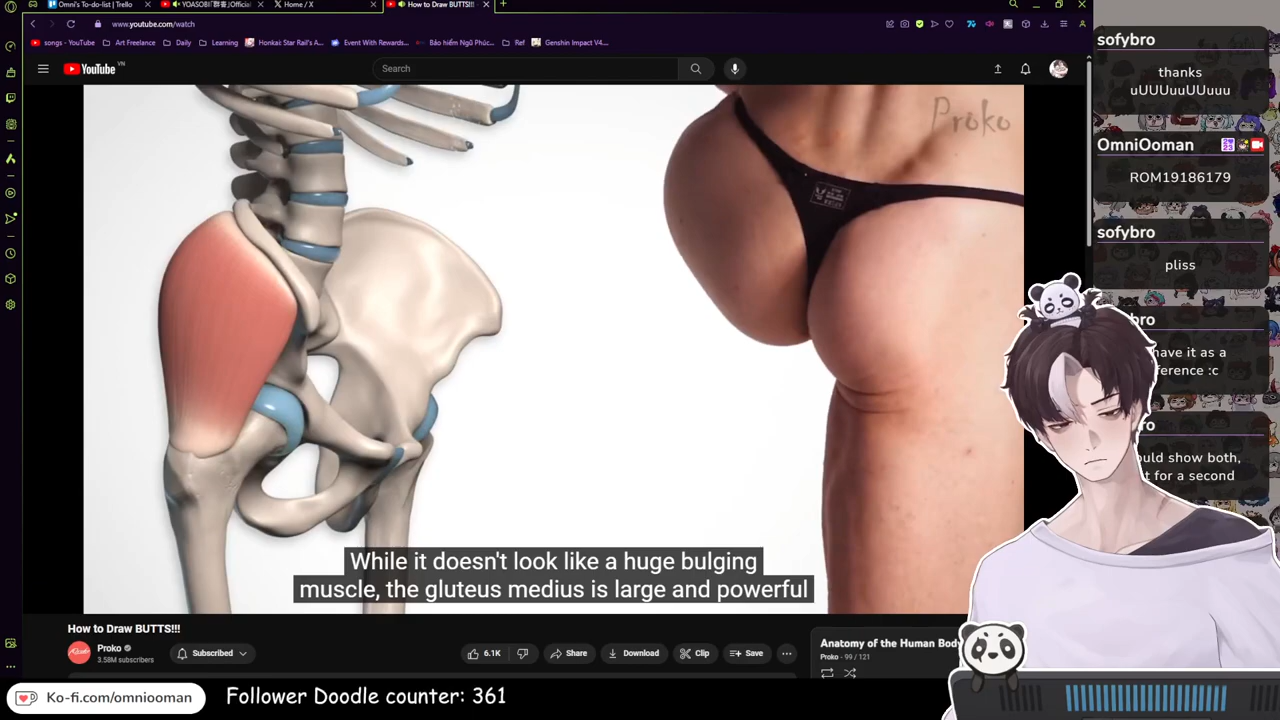 Omni's To-do-list | Trello
YOASOBI「群青」Official
Home / X
How to Draw BUTTS!!!
www.youtube.com/watch
songs - YouTube
Art Freelance
Daily
Learning
Honkai: Star Rail's A...
Event With Rewards...
Bảo hiểm Ngũ Phúc...
Ref
Genshin Impact V4....
YouTube VN
Search
Proko
While it doesn't look like a huge bulging
muscle, the gluteus medius is large and powerful
How to Draw BUTTS!!!
Proko
3.58M subscribers
Subscribed
6.1K
Share
Download
Clip
Save
Anatomy of the Human Body
Proko - 99 / 121
Ko-fi.com/omniooman
Follower Doodle counter: 361
sofybro
thanks
uUUUuuUUuuu
OmniOoman
ROM19186179
sofybro
pliss
bro
have it as a
ference :c
bro
uld show both,
t for a second